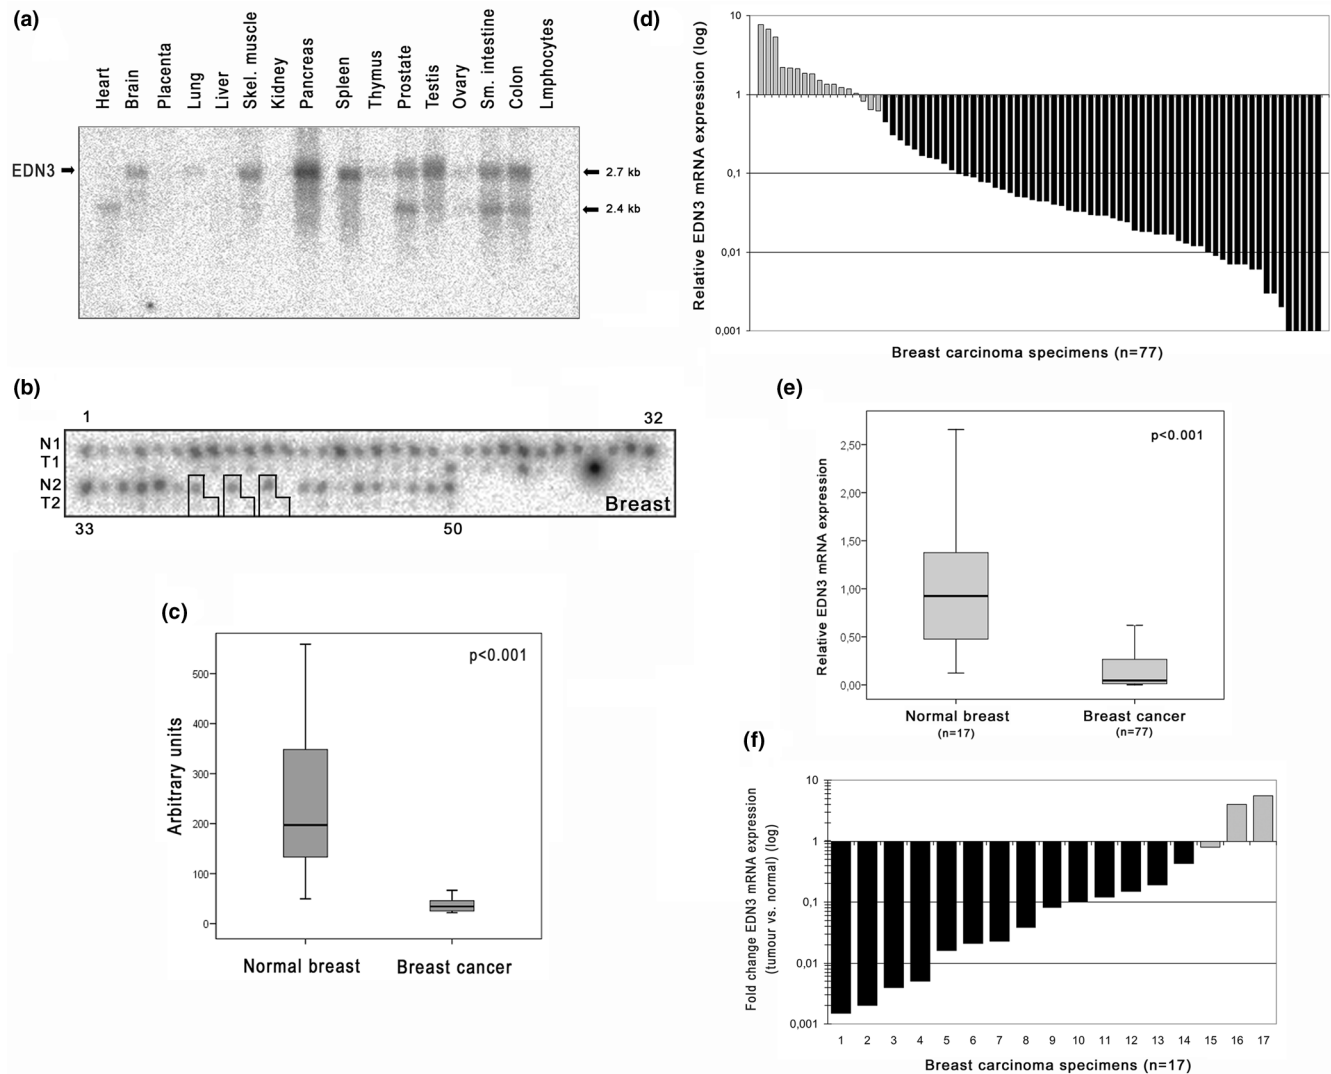 (a)
Heart
Brain
Placenta
Lung
Liver
Skel. muscle
Kidney
Pancreas
Spleen
Thymus
Prostate
Testis
Ovary
Sm. intestine
Colon
Lmphocytes
EDN3
2.7 kb
2.4 kb
(b)
1
32
N1
T1
N2
T2
Breast
33
50
(c)
p<0.001
Arbitrary units
500
400
300
200
100
0
Normal breast
Breast cancer
(d)
Relative EDN3 mRNA expression (log)
10
1
0,1
0,01
0,001
Breast carcinoma specimens (n=77)
(e)
p<0.001
Relative EDN3 mRNA expression
2,50
2,00
1,50
1,00
0,50
0,00
Normal breast
(n=17)
Breast cancer
(n=77)
(f)
Fold change EDN3 mRNA expression
(tumour vs. normal) (log)
10
1
0,1
0,01
0,001
1 2 3 4 5 6 7 8 9 10 11 12 13 14 15 16 17
Breast carcinoma specimens (n=17)